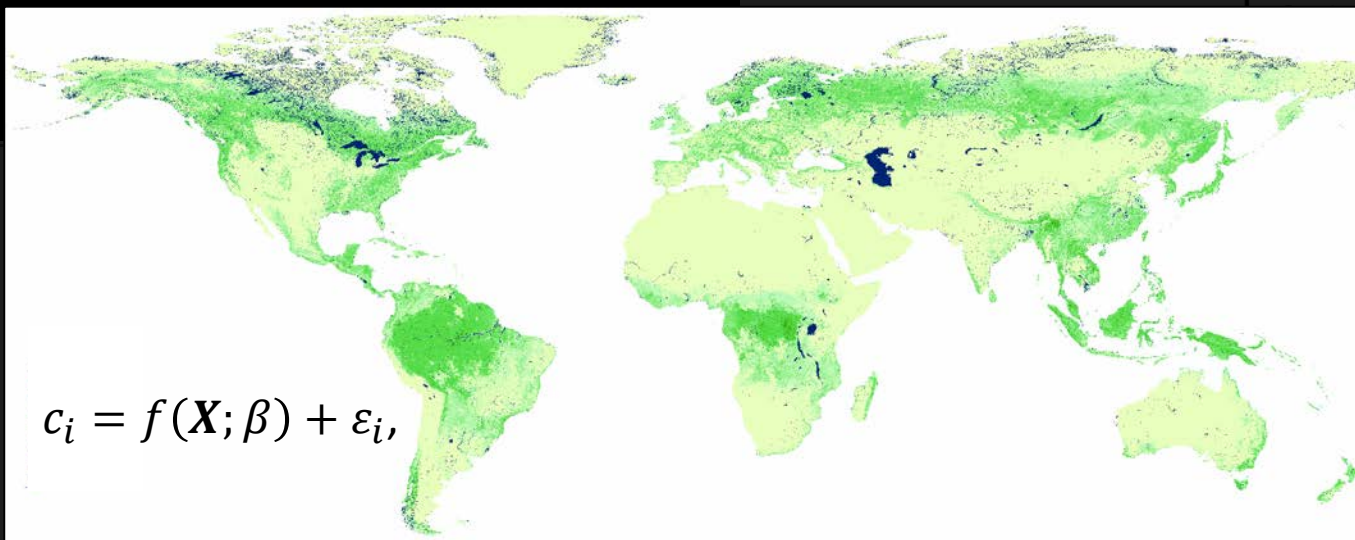 𝑐ᵢ = 𝑓(𝑿; 𝛽) + 𝜀ᵢ,